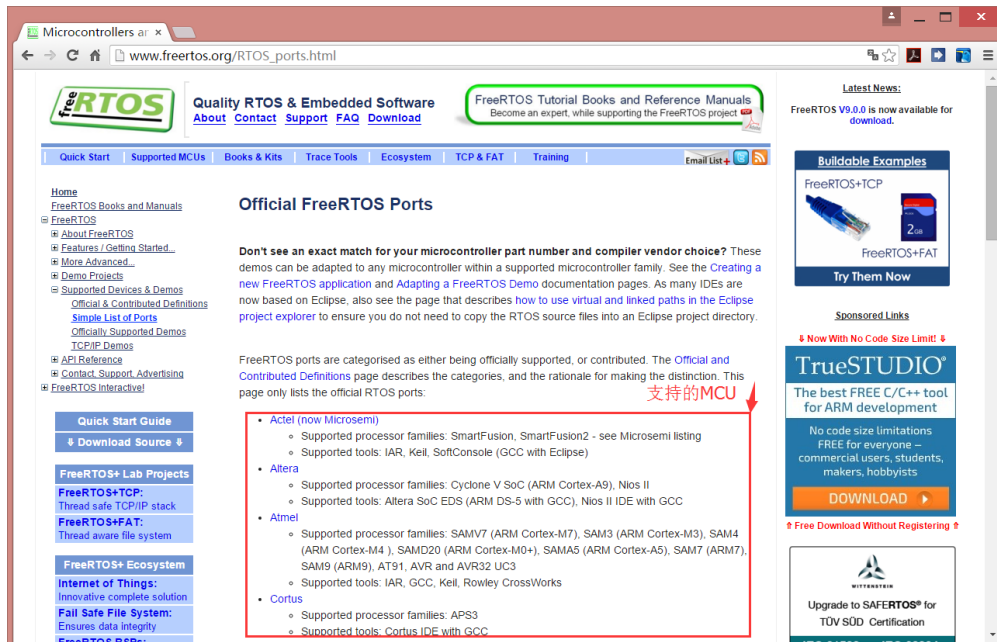 Microcontrollers ar
www.freertos.org/RTOS_ports.html
free RTOS
Quality RTOS & Embedded Software
About Contact Support FAQ Download
FreeRTOS Tutorial Books and Reference Manuals
Become an expert, while supporting the FreeRTOS project
Quick Start Supported MCUs Books & Kits Trace Tools Ecosystem TCP & FAT Training Email List+
Home
FreeRTOS Books and Manuals
FreeRTOS
About FreeRTOS
Features / Getting Started...
More Advanced...
Demo Projects
Supported Devices & Demos
Official & Contributed Definitions
Simple List of Ports
Officially Supported Demos
TCP/IP Demos
API Reference
Contact, Support, Advertising
FreeRTOS Interactive!
Quick Start Guide
⇓ Download Source ⇓
FreeRTOS+ Lab Projects
FreeRTOS+TCP:
Thread safe TCP/IP stack
FreeRTOS+FAT:
Thread aware file system
FreeRTOS+ Ecosystem
Internet of Things:
Innovative complete solution
Fail Safe File System:
Ensures data integrity
FreeRTOS BSPs:
Official FreeRTOS Ports
Don't see an exact match for your microcontroller part number and compiler vendor choice? These
demos can be adapted to any microcontroller within a supported microcontroller family. See the Creating a
new FreeRTOS application and Adapting a FreeRTOS Demo documentation pages. As many IDEs are
now based on Eclipse, also see the page that describes how to use virtual and linked paths in the Eclipse
project explorer to ensure you do not need to copy the RTOS source files into an Eclipse project directory.
FreeRTOS ports are categorised as either being officially supported, or contributed. The Official and
Contributed Definitions page describes the categories, and the rationale for making the distinction. This
page only lists the official RTOS ports:
支持的MCU
Actel (now Microsemi)
Supported processor families: SmartFusion, SmartFusion2 - see Microsemi listing
Supported tools: IAR, Keil, SoftConsole (GCC with Eclipse)
Altera
Supported processor families: Cyclone V SoC (ARM Cortex-A9), Nios II
Supported tools: Altera SoC EDS (ARM DS-5 with GCC), Nios II IDE with GCC
Atmel
Supported processor families: SAMV7 (ARM Cortex-M7), SAM3 (ARM Cortex-M3), SAM4
(ARM Cortex-M4 ), SAMD20 (ARM Cortex-M0+), SAMA5 (ARM Cortex-A5), SAM7 (ARM7),
SAM9 (ARM9), AT91, AVR and AVR32 UC3
Supported tools: IAR, GCC, Keil, Rowley CrossWorks
Cortus
Supported processor families: APS3
Supported tools: Cortus IDE with GCC
Latest News:
FreeRTOS V9.0.0 is now available for
download.
Buildable Examples
FreeRTOS+TCP
2GB
FreeRTOS+FAT
Try Them Now
Sponsored Links
⇓ Now With No Code Size Limit! ⇓
TrueSTUDIO®
The best FREE C/C++ tool
for ARM development
No code size limitations
FREE for everyone –
commercial users, students,
makers, hobbyists
DOWNLOAD
⇑ Free Download Without Registering ⇑
WITTENSTEIN
Upgrade to SAFERTOS® for
TÜV SÜD Certification